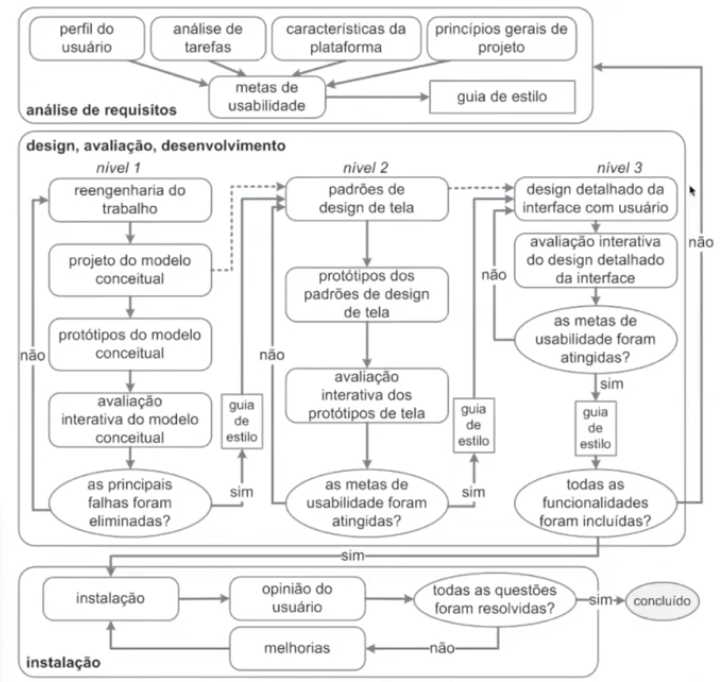 perfil do
usuário
análise de
tarefas
características da
plataforma
princípios gerais de
projeto
metas de
usabilidade
guia de estilo
análise de requisitos
design, avaliação, desenvolvimento
nível 1
reengenharia do
trabalho
projeto do modelo
conceitual
protótipos do modelo
conceitual
avaliação
interativa do modelo
conceitual
as principais
falhas foram
eliminadas?
não
sim
guia
de
estilo
nível 2
padrões de
design de tela
protótipos dos
padrões de design
de tela
avaliação
interativa dos
protótipos de tela
as metas de
usabilidade foram
atingidas?
não
sim
guia
de
estilo
nível 3
design detalhado da
interface com usuário
avaliação interativa
do design detalhado
da interface
as metas de
usabilidade foram
atingidas?
não
sim
guia
de
estilo
todas as
funcionalidades
foram incluídas?
não
sim
instalação
opinião do
usuário
todas as questões
foram resolvidas?
sim
concluído
não
melhorias
instalação